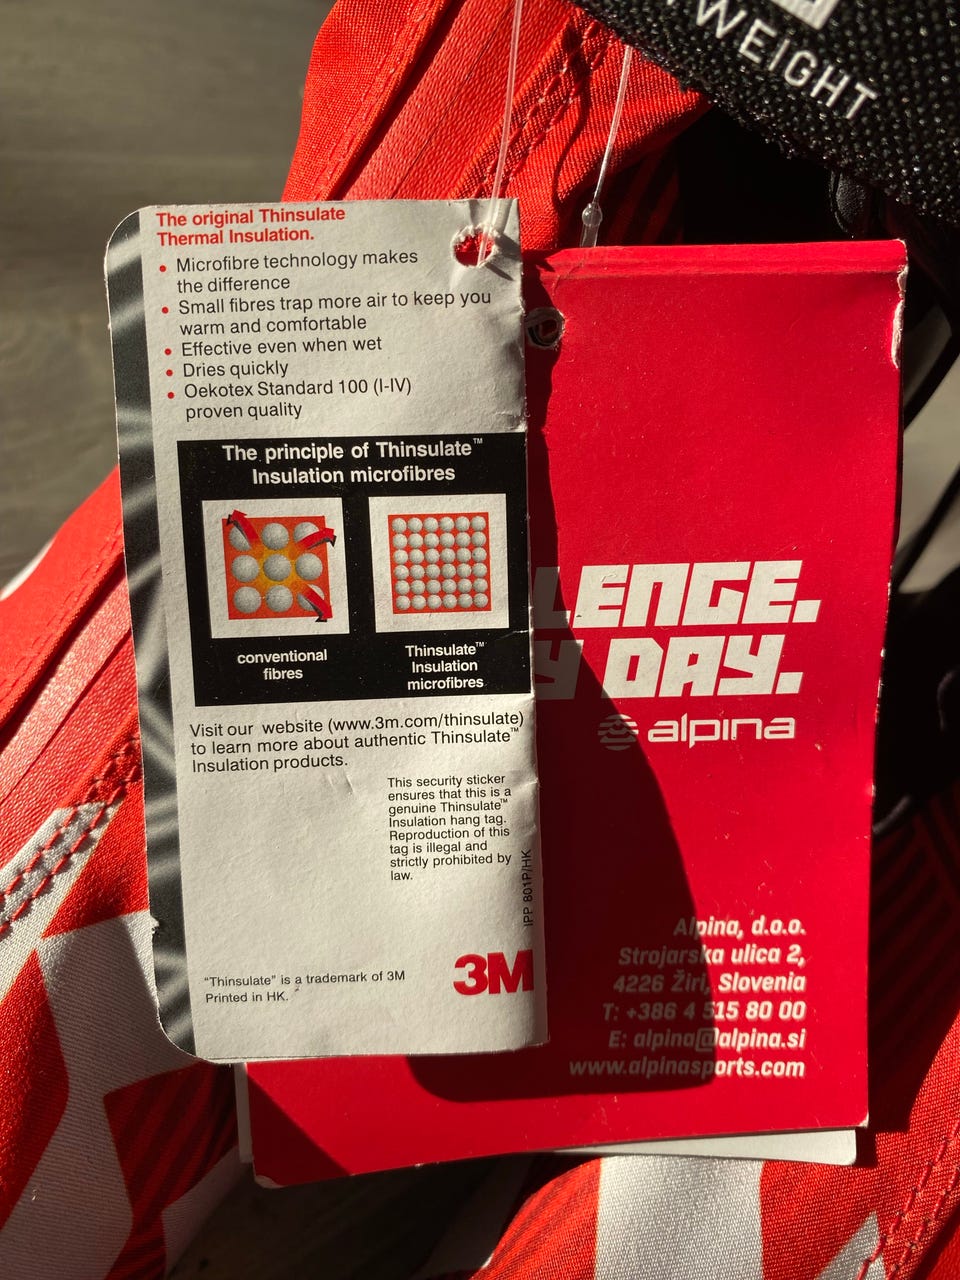 WEIGHT
The original Thinsulate
Thermal Insulation.
• Microfibre technology makes
the difference
• Small fibres trap more air to keep you
warm and comfortable
• Effective even when wet
• Dries quickly
• Oekotex Standard 100 (I-IV)
proven quality
The principle of Thinsulate™
Insulation microfibres
conventional
fibres
Thinsulate™
Insulation
microfibres
Visit our website (www.3m.com/thinsulate)
to learn more about authentic Thinsulate™
Insulation products.
This security sticker
ensures that this is a
genuine Thinsulate™
Insulation hang tag.
Reproduction of this
tag is illegal and
strictly prohibited by
law.
IPP 801P/HK
"Thinsulate" is a trademark of 3M
Printed in HK.
3M
LENGE.
Y DAY.
alpina
Alpina, d.o.o.
Strojarska ulica 2,
4226 Žiri, Slovenia
T: +386 4 515 80 00
E: alpina@alpina.si
www.alpinasports.com